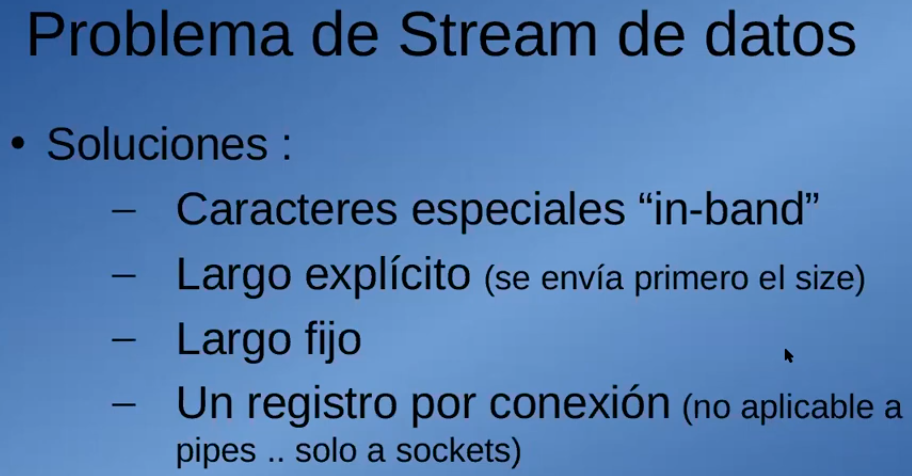 Problema de Stream de datos
• Soluciones :
– Caracteres especiales “in-band”
– Largo explícito (se envía primero el size)
– Largo fijo
– Un registro por conexión (no aplicable a
pipes .. solo a sockets)